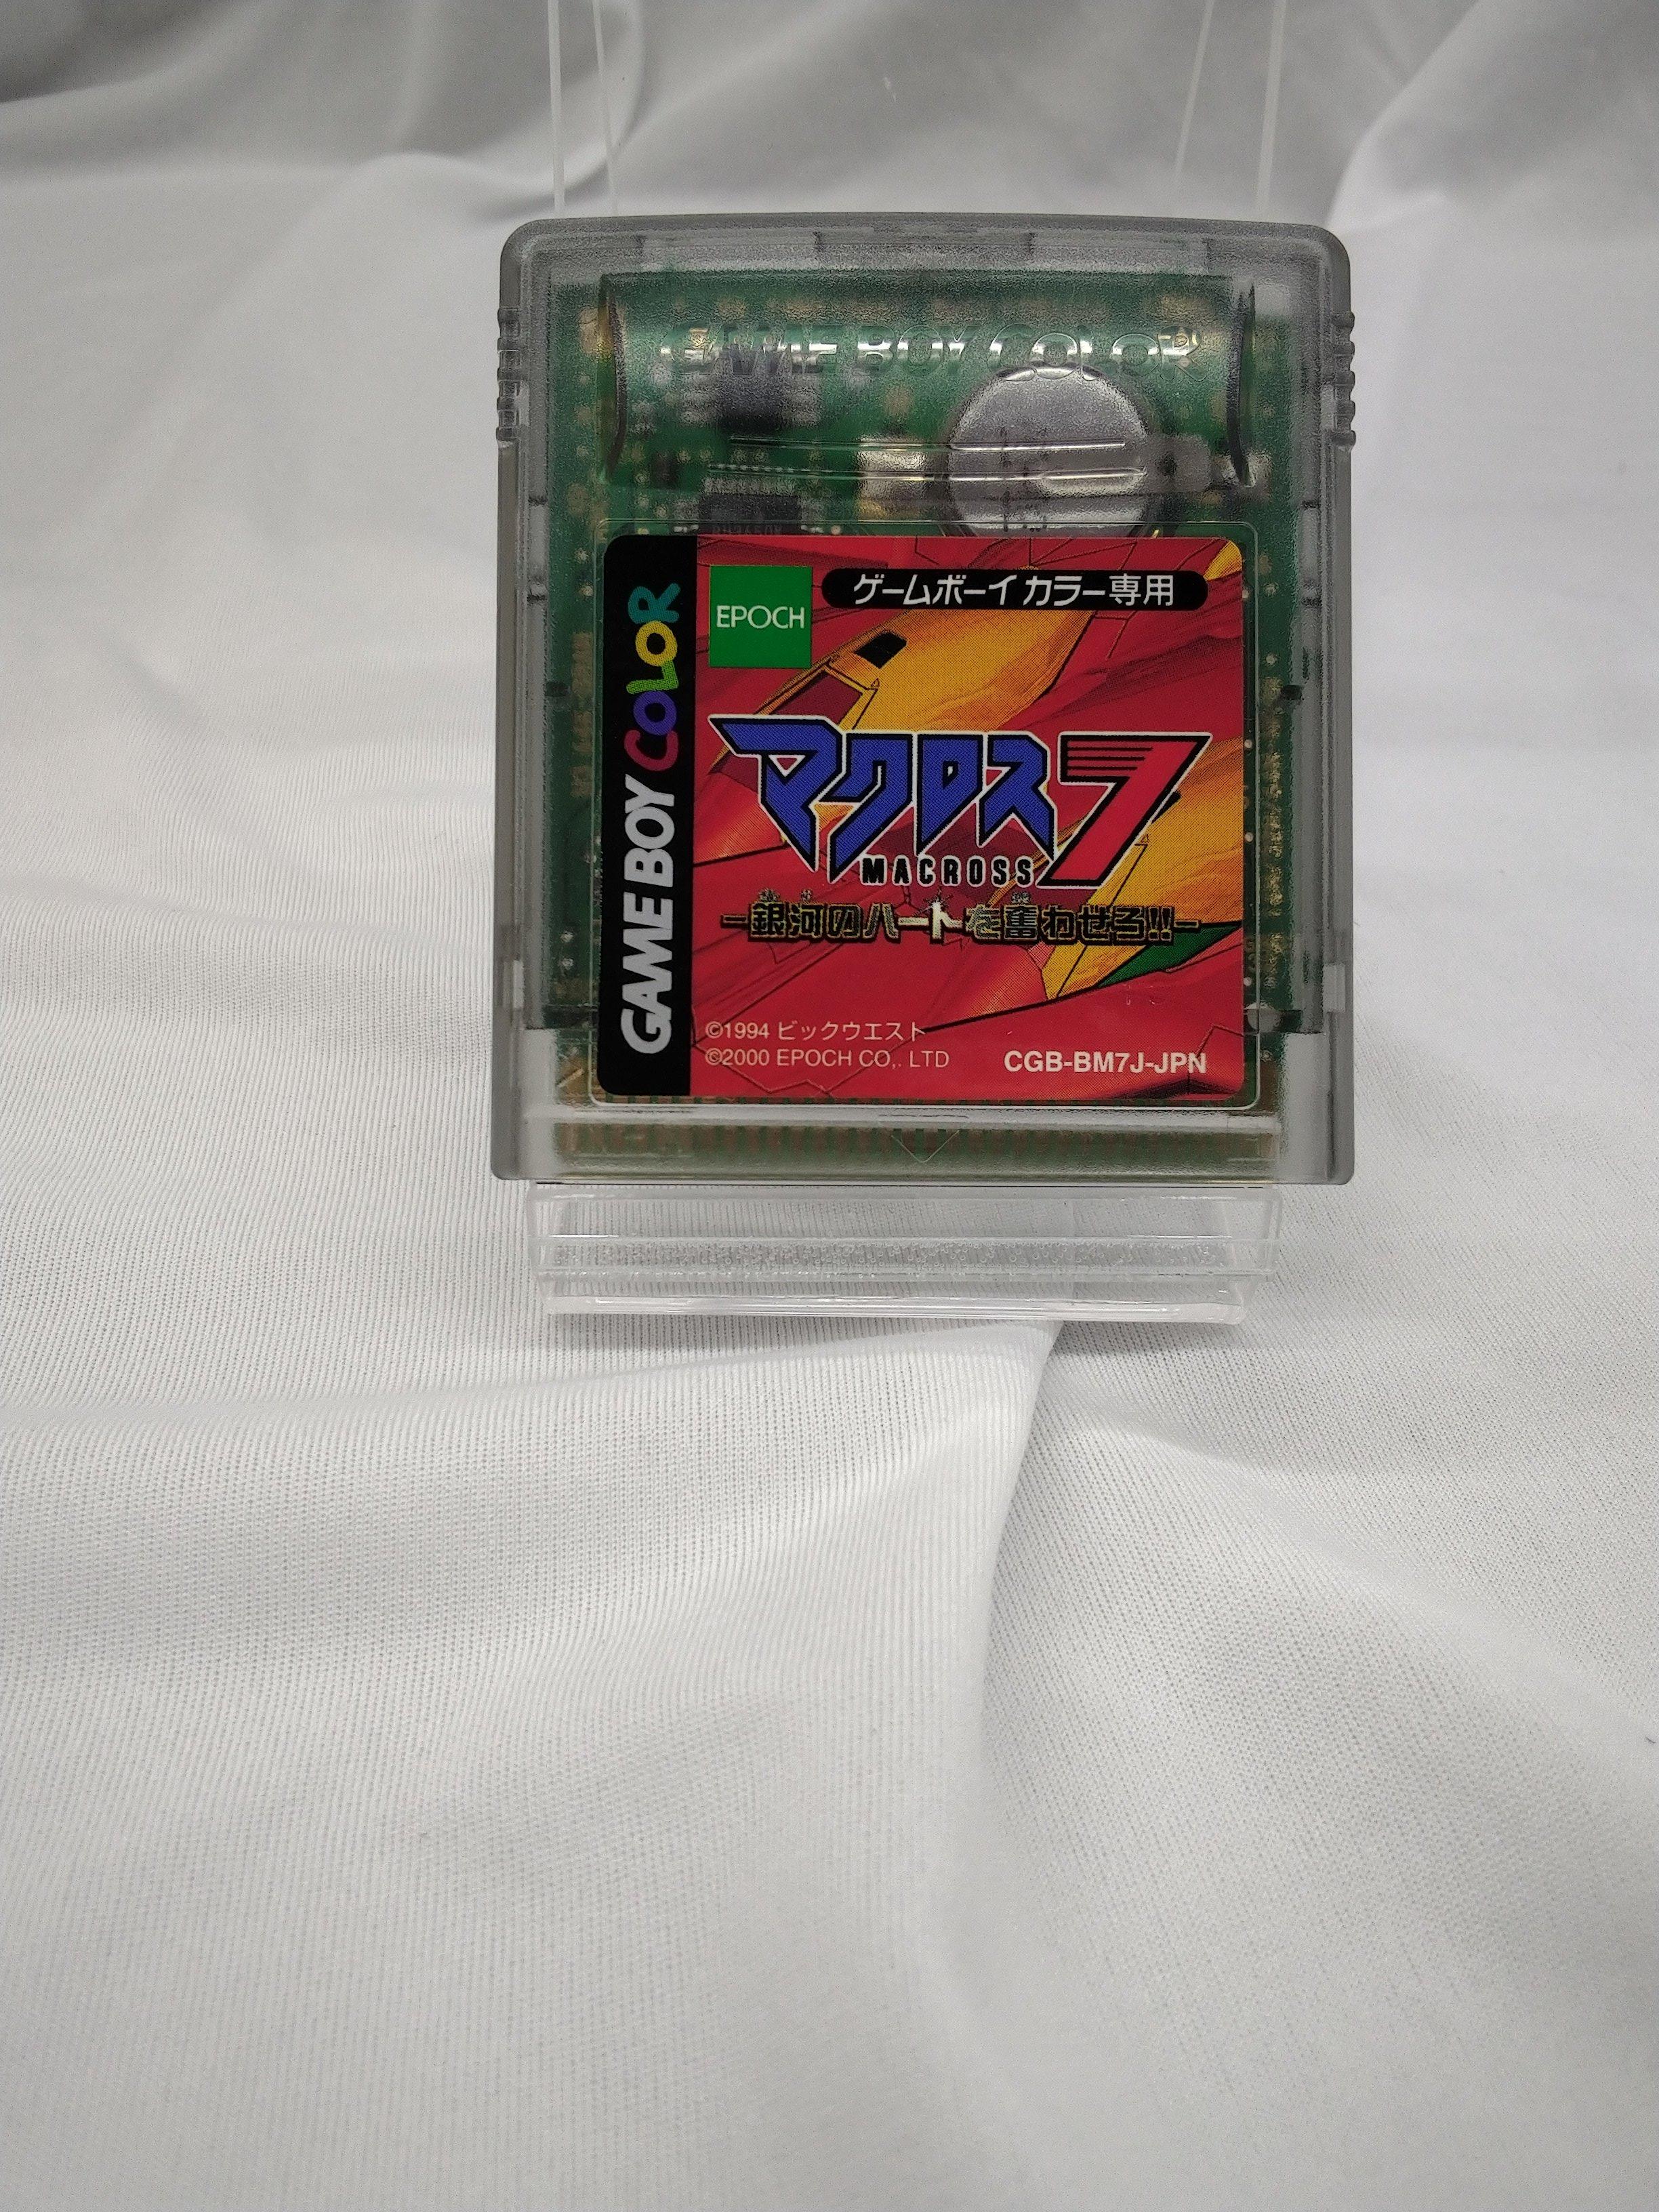 GAME BOY COLOR
GAME BOY COLOR
EPOCH
ゲームボーイカラー専用
マクロス7
MACROSS
-銀河のハートを奮わせろ!!-
©1994 ビックウエスト
©2000 EPOCH CO,. LTD
CGB-BM7J-JPN